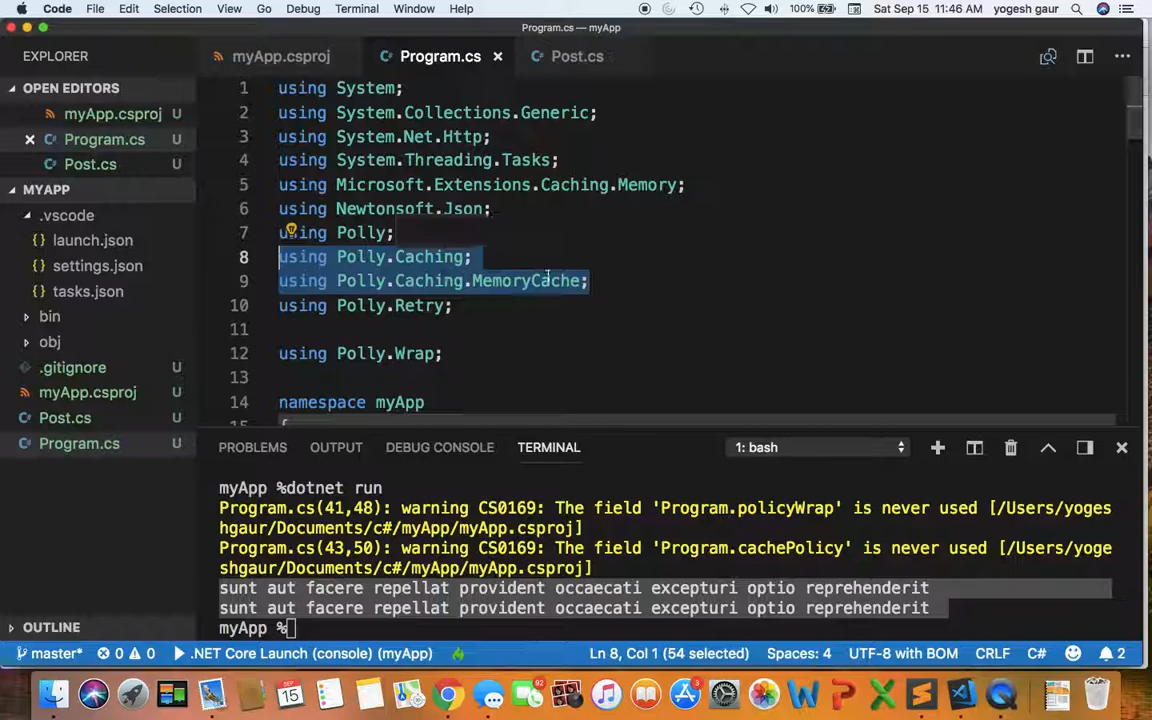 Code File Edit Selection View Go Debug Terminal Window Help 100% Sat Sep 15 11:46 AM yogesh gaur
Program.cs — myApp
EXPLORER
myApp.csproj Program.cs Post.cs
OPEN EDITORS
myApp.csproj U
Program.cs U
Post.cs U
MYAPP
.vscode
launch.json
settings.json
tasks.json
bin
obj
.gitignore U
myApp.csproj U
Post.cs U
Program.cs U
OUTLINE
1 using System;
2 using System.Collections.Generic;
3 using System.Net.Http;
4 using System.Threading.Tasks;
5 using Microsoft.Extensions.Caching.Memory;
6 using Newtonsoft.Json;
7 using Polly;
8 using Polly.Caching;
9 using Polly.Caching.MemoryCache;
10 using Polly.Retry;
11
12 using Polly.Wrap;
13
14 namespace myApp
15 {
PROBLEMS OUTPUT DEBUG CONSOLE TERMINAL 1: bash
myApp %dotnet run
Program.cs(41,48): warning CS0169: The field 'Program.policyWrap' is never used [/Users/yoges
hgaur/Documents/c#/myApp/myApp.csproj]
Program.cs(43,50): warning CS0169: The field 'Program.cachePolicy' is never used [/Users/yoge
shgaur/Documents/c#/myApp/myApp.csproj]
sunt aut facere repellat provident occaecati excepturi optio reprehenderit
sunt aut facere repellat provident occaecati excepturi optio reprehenderit
myApp %
master* 0 0 .NET Core Launch (console) (myApp) Ln 8, Col 1 (54 selected) Spaces: 4 UTF-8 with BOM CRLF C# 2
SEP
15
92
3